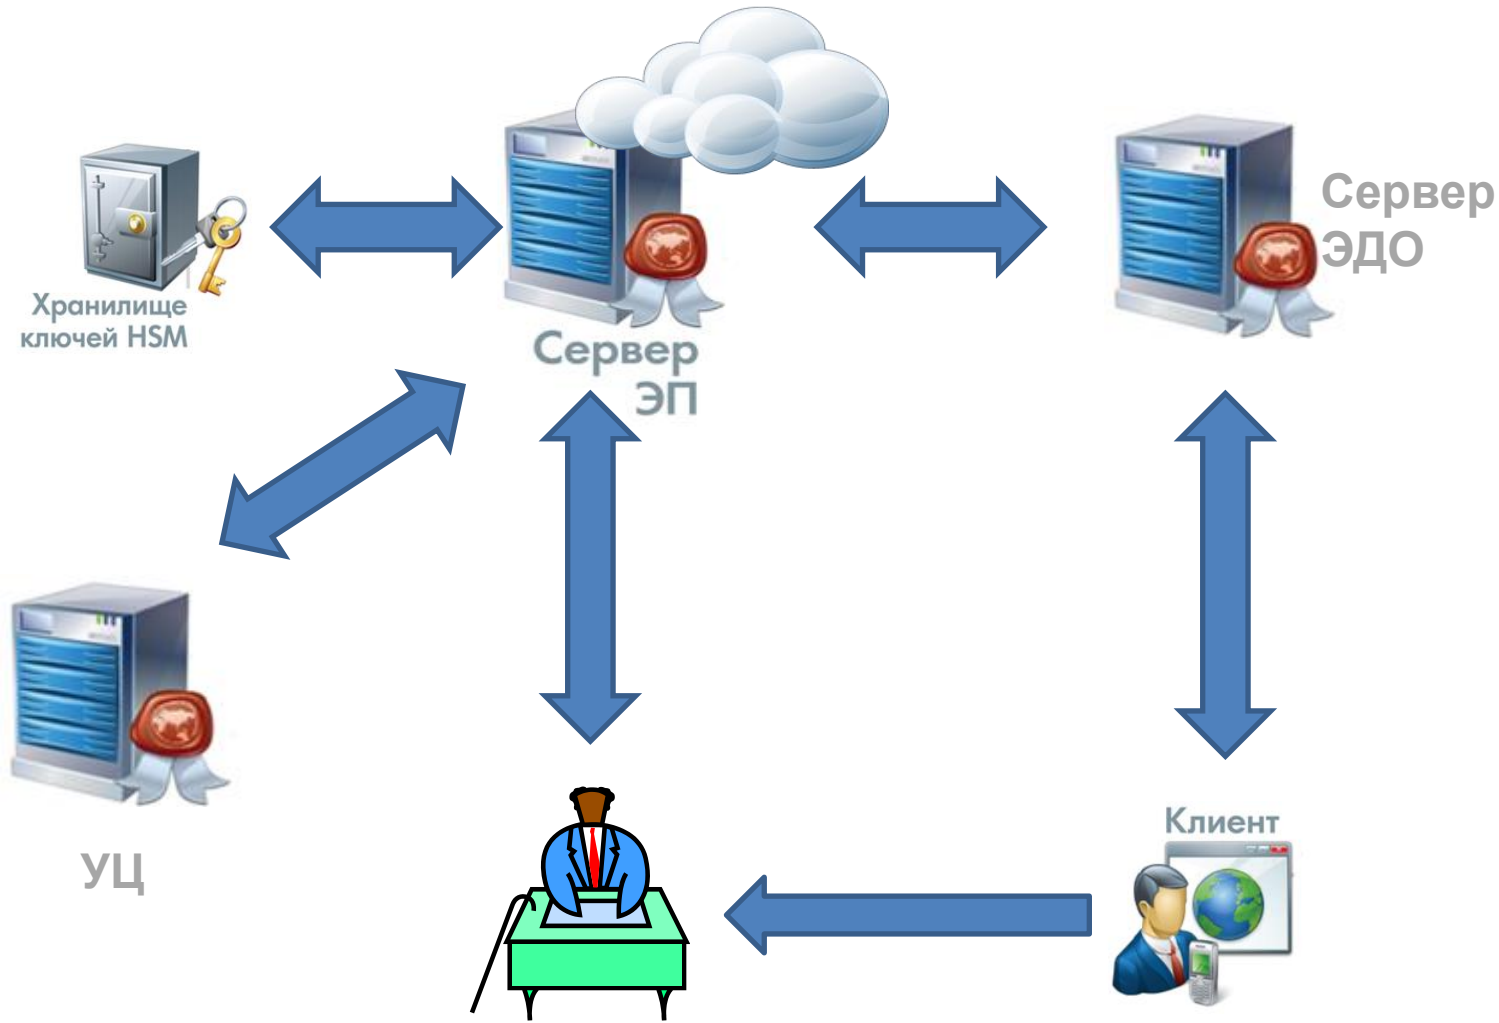 Хранилище
ключей HSM
Сервер
ЭП
Сервер
ЭДО
УЦ
Клиент